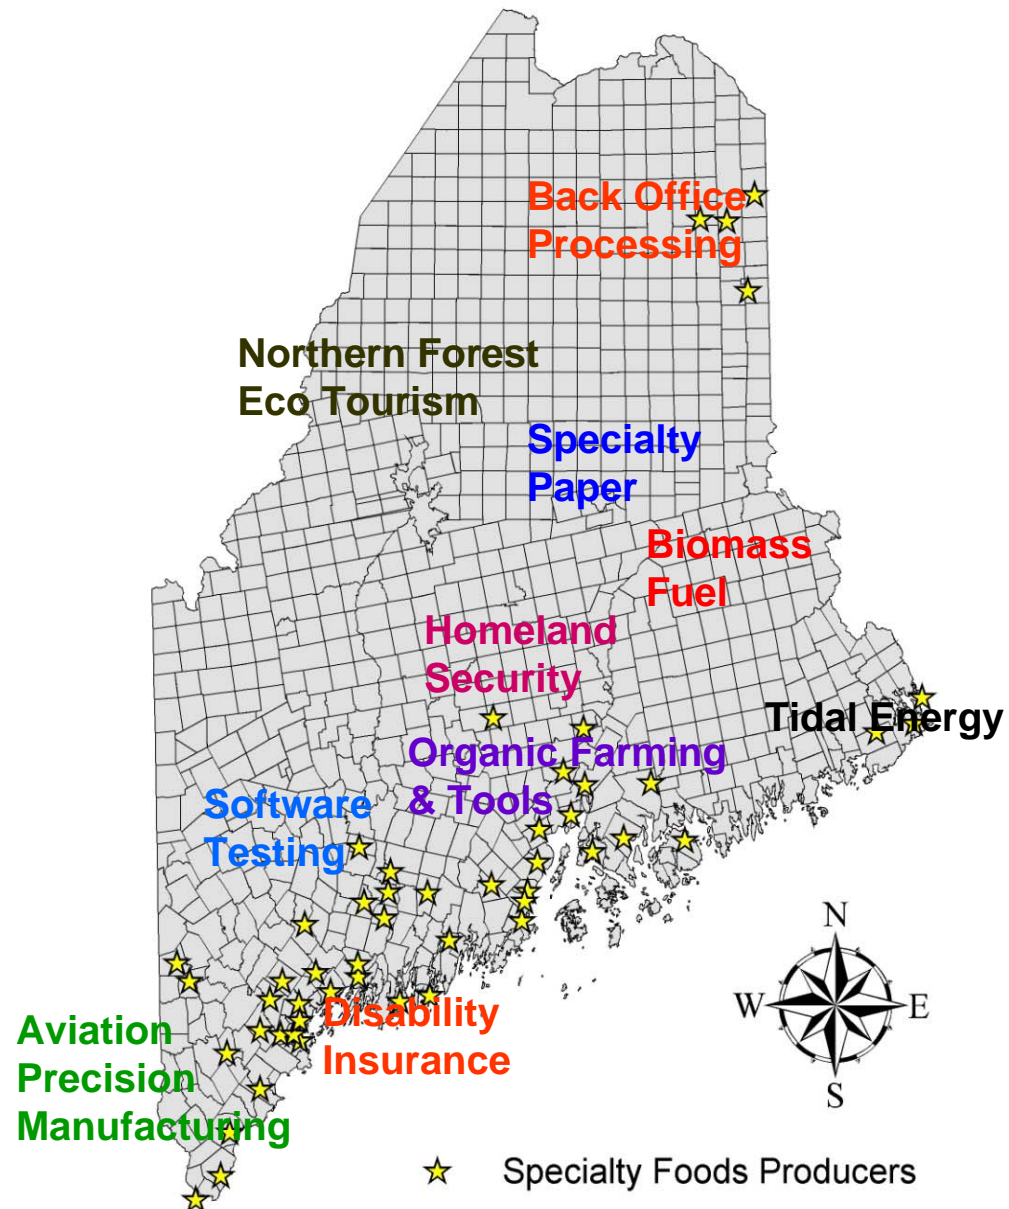 Back Office
Processing
Northern Forest
Eco Tourism
Specialty
Paper
Biomass
Fuel
Homeland
Security
Tidal Energy
Organic Farming
& Tools
Software
Testing
N
W
E
S
Disability
Insurance
Aviation
Precision
Manufacturing
Specialty Foods Producers